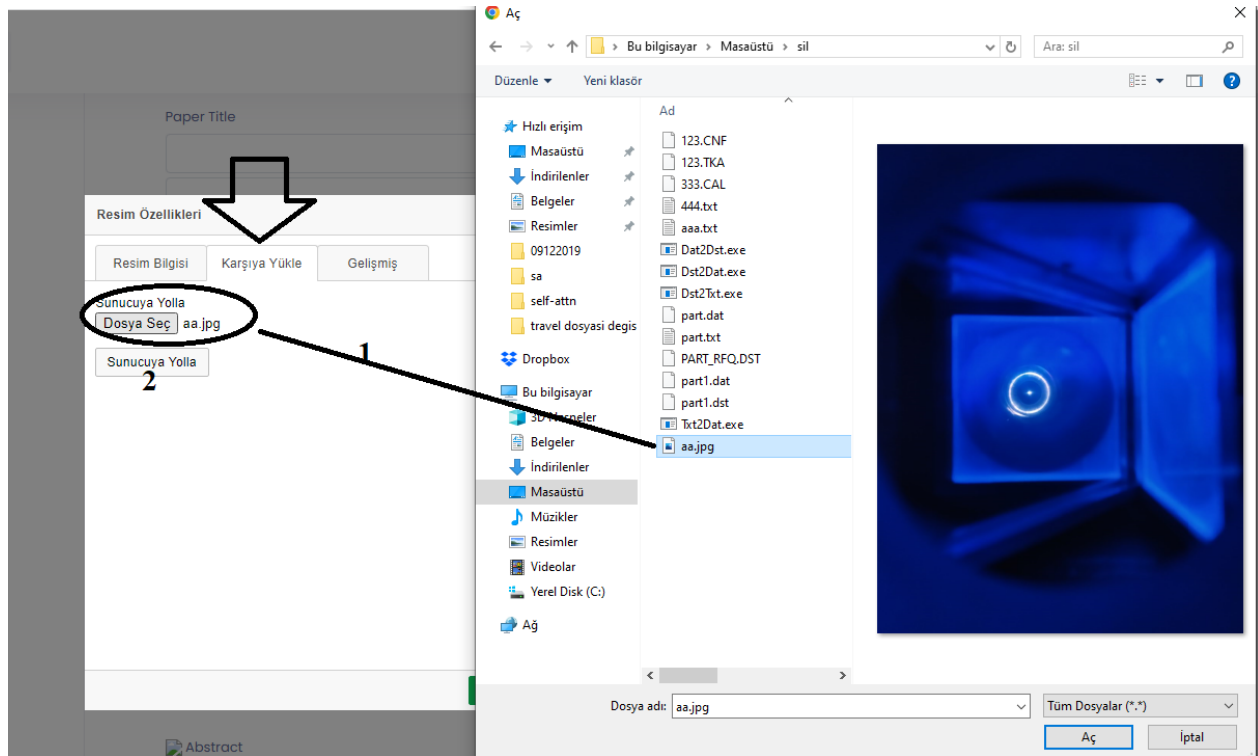 Paper Title
Resim Özellikleri
Resim Bilgisi
Karşıya Yükle
Gelişmiş
Sunucuya Yolla
Dosya Seç aa.jpg
Sunucuya Yolla
1
2
Abstract
Aç
Bu bilgisayar > Masaüstü > sil
Ara: sil
Düzenle
Yeni klasör
Hızlı erişim
Masaüstü
İndirilenler
Belgeler
Resimler
09122019
sa
self-attn
travel dosyasi degis
Dropbox
Bu bilgisayar
3D Nesneler
Belgeler
İndirilenler
Masaüstü
Müzikler
Resimler
Videolar
Yerel Disk (C:)
Ağ
Ad
123.CNF
123.TKA
333.CAL
444.txt
aaa.txt
Dat2Dst.exe
Dst2Dat.exe
Dst2Txt.exe
part.dat
part.txt
PART_RFQ.DST
part1.dat
part1.dst
Txt2Dat.exe
aa.jpg
Dosya adı: aa.jpg
Tüm Dosyalar (*.*)
Aç
İptal